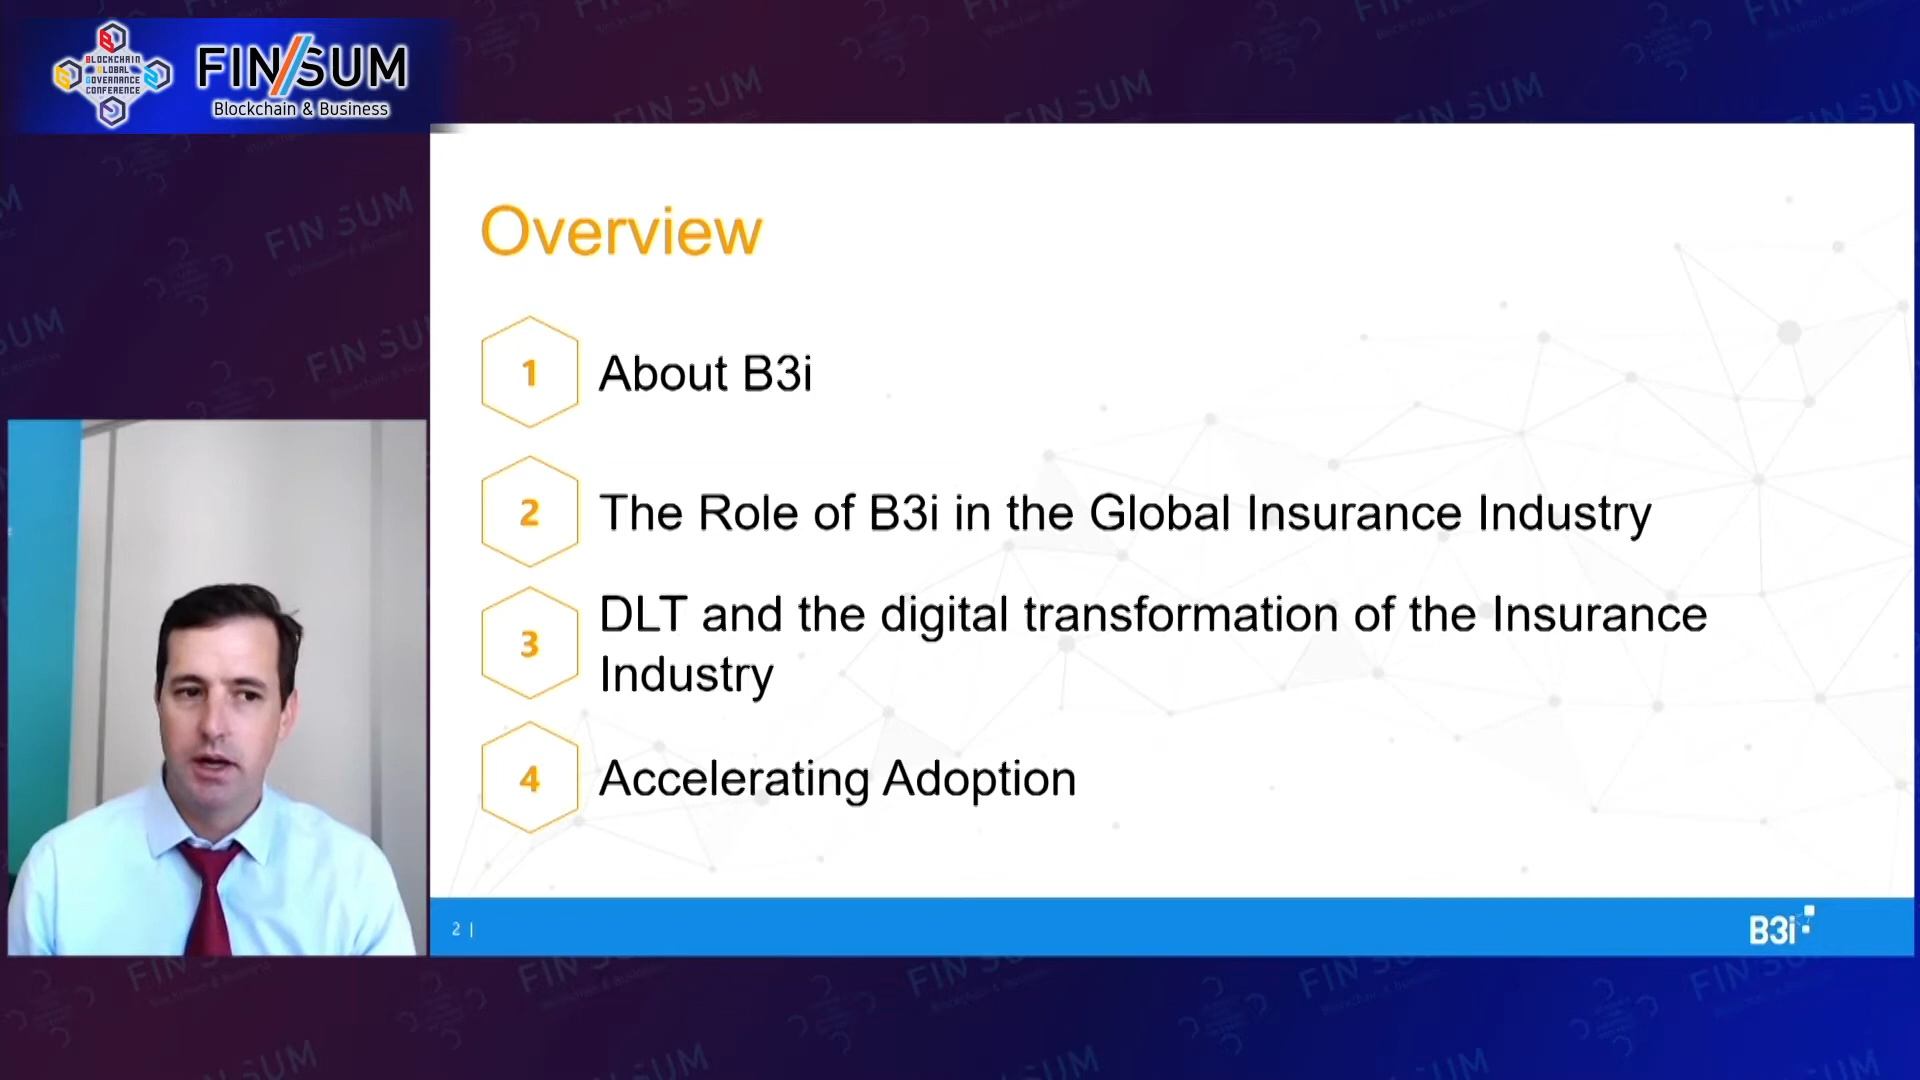 BLOCKCHAIN
GLOBAL
GOVERNANCE
CONFERENCE
FIN/SUM
Blockchain & Business
Overview
1 About B3i
2 The Role of B3i in the Global Insurance Industry
3 DLT and the digital transformation of the Insurance
Industry
4 Accelerating Adoption
2 |
B3i